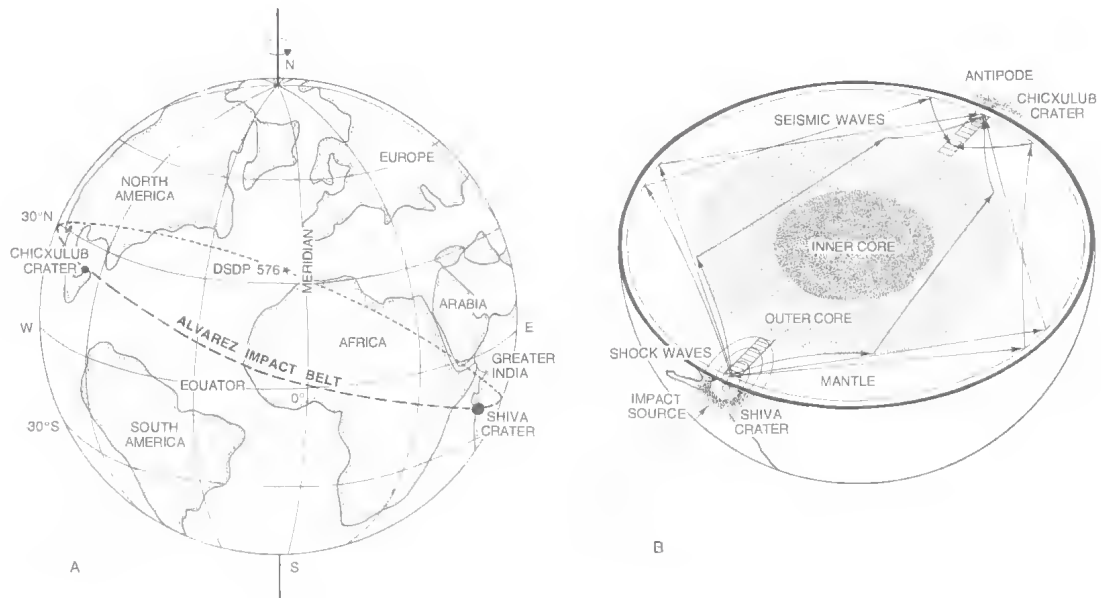 N
EUROPE
NORTH
AMERICA
30°N
CHICXULUB
CRATER
DSDP 576
MERIDIAN
ARABIA
W
E
ALVAREZ IMPACT BELT
AFRICA
GREATER
INDIA
EQUATOR
0°
SHIVA
CRATER
30°S
SOUTH
AMERICA
A
S
ANTIPODE
CHICXULUB
CRATER
SEISMIC WAVES
INNER CORE
OUTER CORE
SHOCK WAVES
MANTLE
IMPACT
SOURCE
SHIVA
CRATER
B